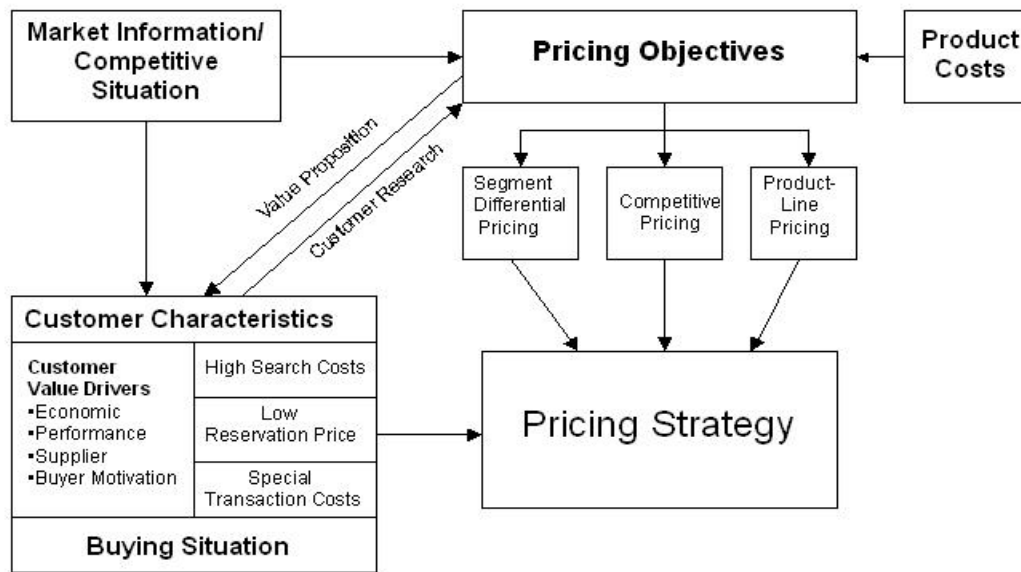 Market Information/
Competitive
Situation
Pricing Objectives
Product
Costs
Value Proposition
Customer Research
Segment
Differential
Pricing
Competitive
Pricing
Product-
Line
Pricing
Customer Characteristics
Customer
Value Drivers
▪Economic
▪Performance
▪Supplier
▪Buyer Motivation
High Search Costs
Low
Reservation Price
Special
Transaction Costs
Buying Situation
Pricing Strategy